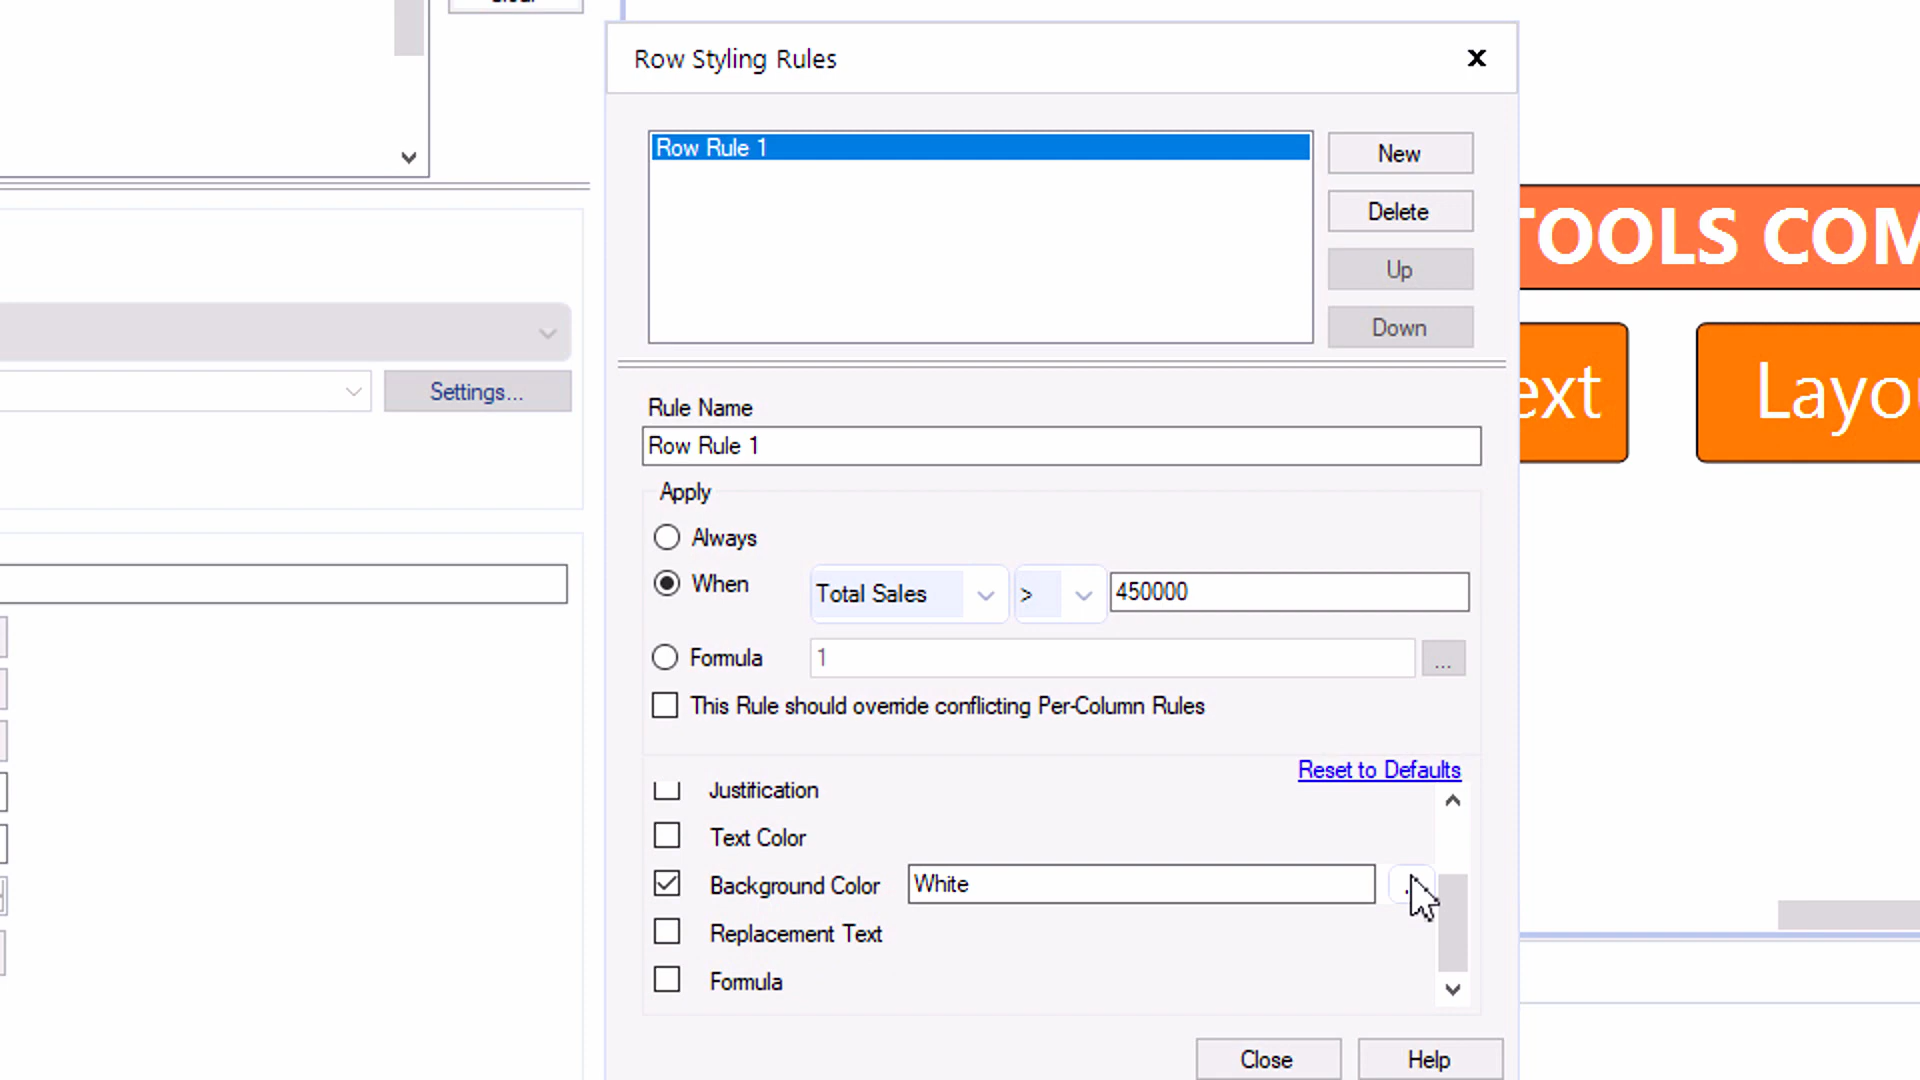 Row Styling Rules
Row Rule 1
New
Delete
Up
Down
TOOLS COM
Settings...
ext
Layo
Rule Name
Row Rule 1
Apply
Always
When
Total Sales
>
450000
Formula
1
...
This Rule should override conflicting Per-Column Rules
Reset to Defaults
Justification
Text Color
Background Color
White
Replacement Text
Formula
Close
Help